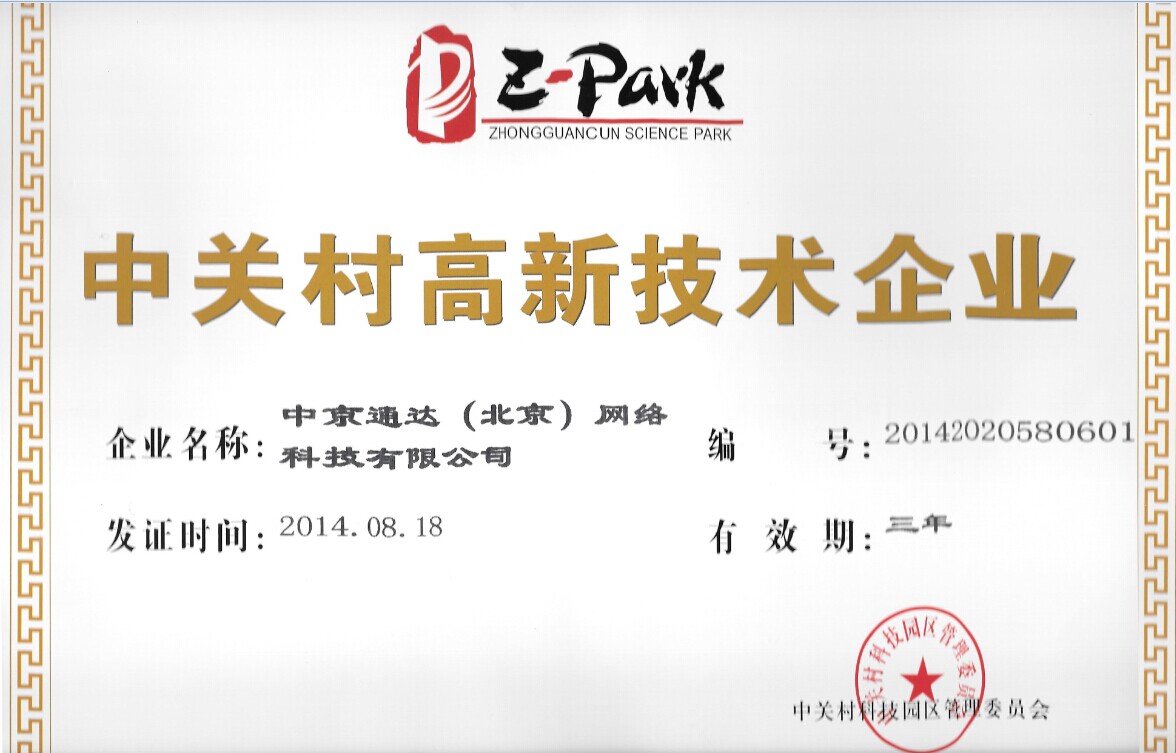 Z-Park
ZHONGGUANCUN SCIENCE PARK
中关村高新技术企业
企业名称：中京通达（北京）网络
科技有限公司
编 号：20142020580601
发证时间：2014.08.18
有 效 期：三年
关村科技园区管理委员
中关村科技园区管理委员会